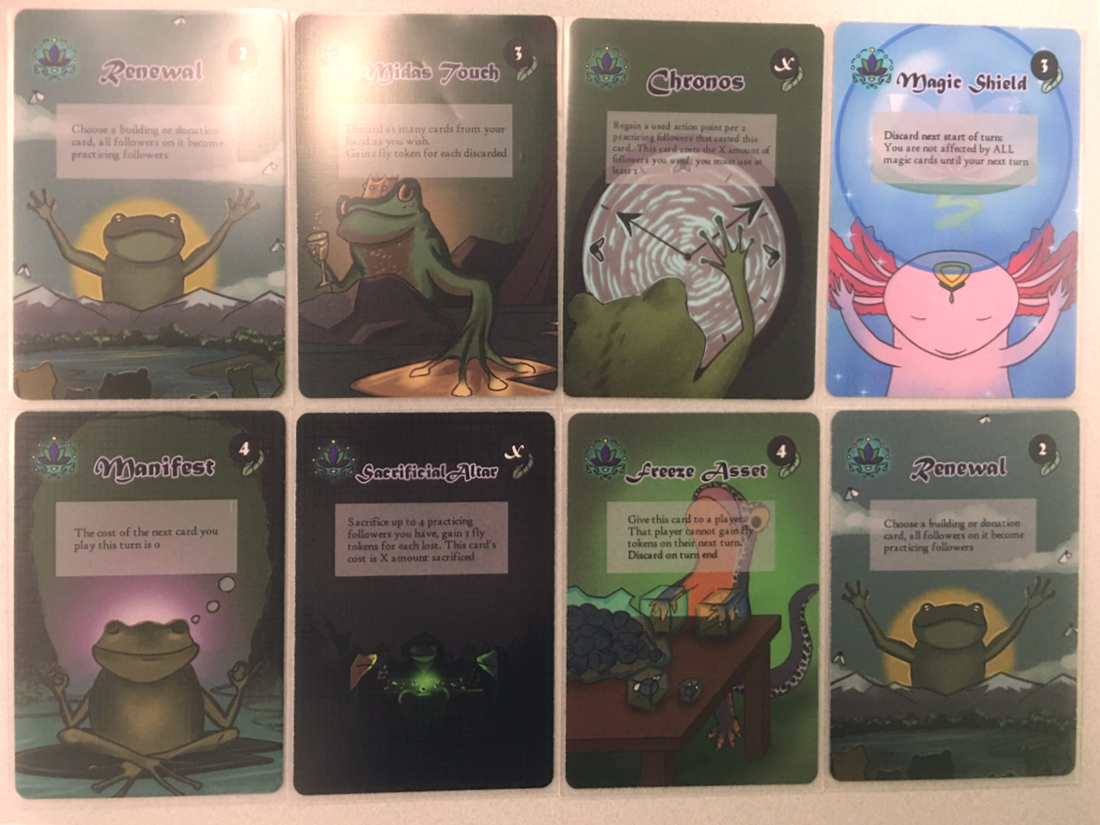 Renewal
2
Choose a building or donation
card, all followers on it become
practicing followers
Midas Touch
3
Discard as many cards from your
hand as you wish.
Gain 1 fly token for each discarded
Chronos
X
Regain a used action point per 2
practicing followers that casted this
card. This card costs the X amount of
followers you used; you must use at
least 2
Magic Shield
3
Discard next start of turn:
You are not affected by ALL
magic cards until your next turn
Manifest
4
The cost of the next card you
play this turn is 0
Sacrificial Altar
X
Sacrifice up to 4 practicing
followers you have, gain 3 fly
tokens for each lost. This card's
cost is X amount sacrificed
Freeze Asset
4
Give this card to a player.
That player cannot gain fly
tokens on their next turn.
Discard on turn end
Renewal
2
Choose a building or donation
card, all followers on it become
practicing followers